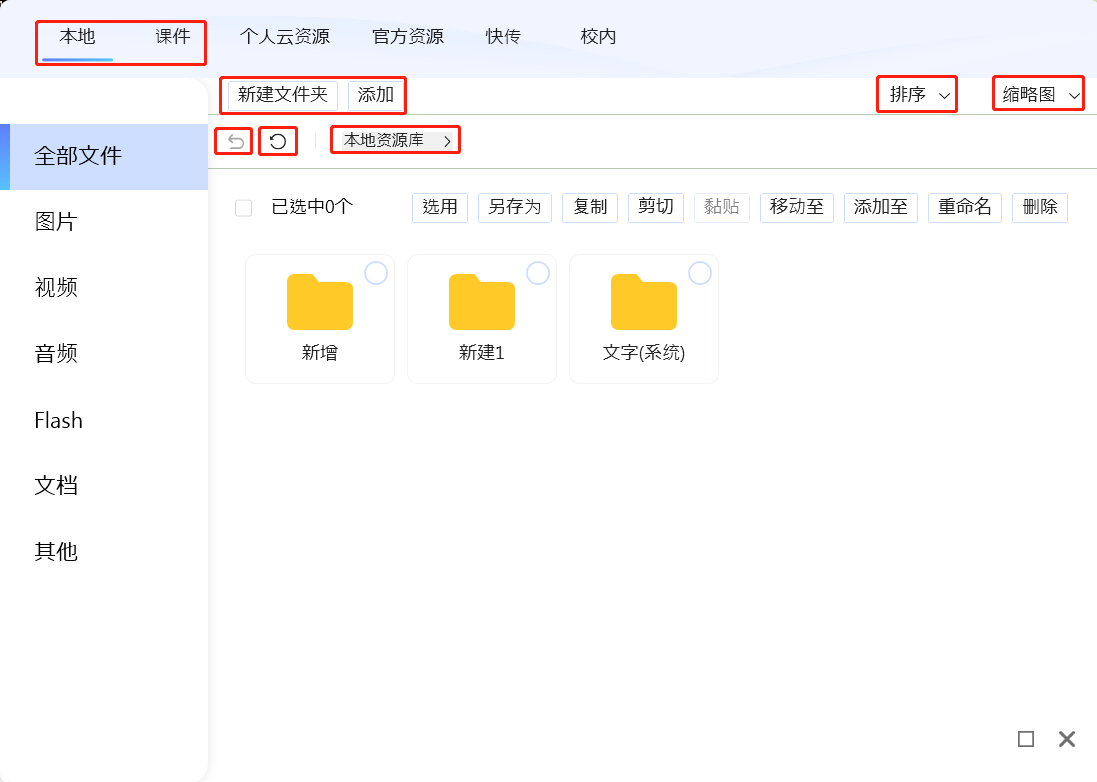 本地 课件 个人云资源 官方资源 快传 校内
新建文件夹 添加 排序 缩略图
本地资源库
全部文件
图片
视频
音频
Flash
文档
其他
已选中0个 选用 另存为 复制 剪切 黏贴 移动至 添加至 重命名 删除
新增 新建1 文字(系统)